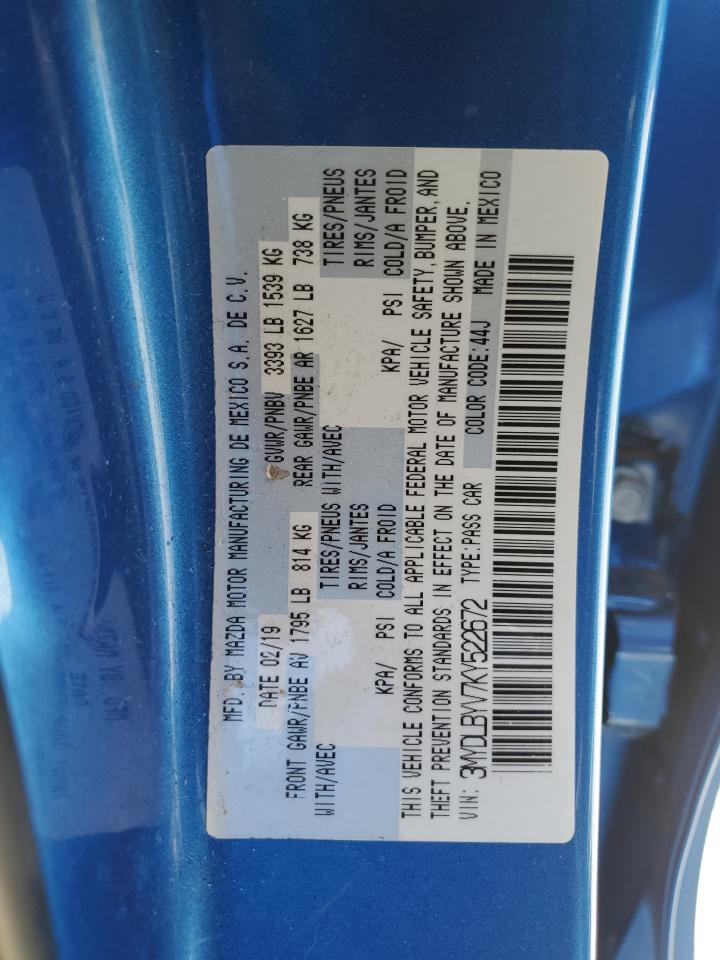 MFD. BY MAZDA MOTOR MANUFACTURING DE MEXICO S.A. DE C.V.
DATE 02/19 GVWR/PNBV 3393 LB 1539 KG
FRONT GAWR/PNBE AV 1795 LB 814 KG REAR GAWR/PNBE AR 1627 LB 738 KG
WITH/AVEC TIRES/PNEUS WITH/AVEC TIRES/PNEUS
RIMS/JANTES RIMS/JANTES
KPA/ PSI COLD/A FROID KPA/ PSI COLD/A FROID
THIS VEHICLE CONFORMS TO ALL APPLICABLE FEDERAL MOTOR VEHICLE SAFETY, BUMPER, AND
THEFT PREVENTION STANDARDS IN EFFECT ON THE DATE OF MANUFACTURE SHOWN ABOVE.
VIN: 3MYDLBYV7KY522672 TYPE:PASS CAR COLOR CODE:44J MADE IN MEXICO